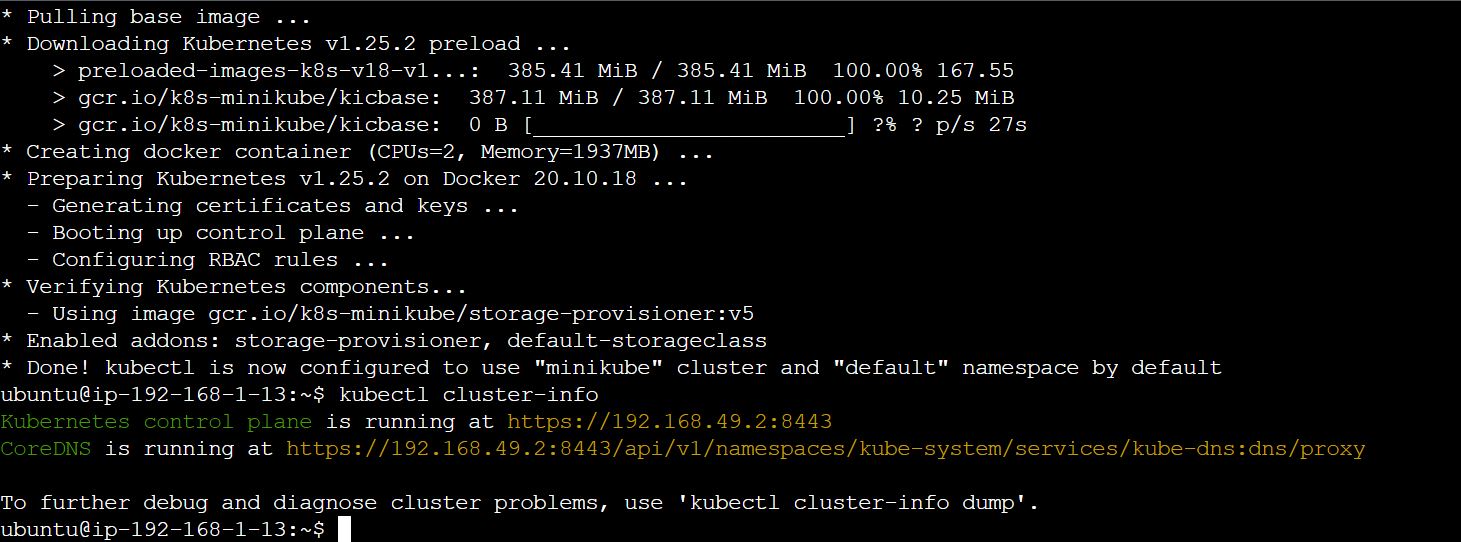 * Pulling base image ...
* Downloading Kubernetes v1.25.2 preload ...
    > preloaded-images-k8s-v18-v1...:  385.41 MiB / 385.41 MiB  100.00% 167.55
    > gcr.io/k8s-minikube/kicbase:  387.11 MiB / 387.11 MiB  100.00% 10.25 MiB
    > gcr.io/k8s-minikube/kicbase:  0 B [________________________] ?% ? p/s 27s
* Creating docker container (CPUs=2, Memory=1937MB) ...
* Preparing Kubernetes v1.25.2 on Docker 20.10.18 ...
  - Generating certificates and keys ...
  - Booting up control plane ...
  - Configuring RBAC rules ...
* Verifying Kubernetes components...
  - Using image gcr.io/k8s-minikube/storage-provisioner:v5
* Enabled addons: storage-provisioner, default-storageclass
* Done! kubectl is now configured to use "minikube" cluster and "default" namespace by default
ubuntu@ip-192-168-1-13:~$ kubectl cluster-info
Kubernetes control plane is running at https://192.168.49.2:8443
CoreDNS is running at https://192.168.49.2:8443/api/v1/namespaces/kube-system/services/kube-dns:dns/proxy

To further debug and diagnose cluster problems, use 'kubectl cluster-info dump'.
ubuntu@ip-192-168-1-13:~$